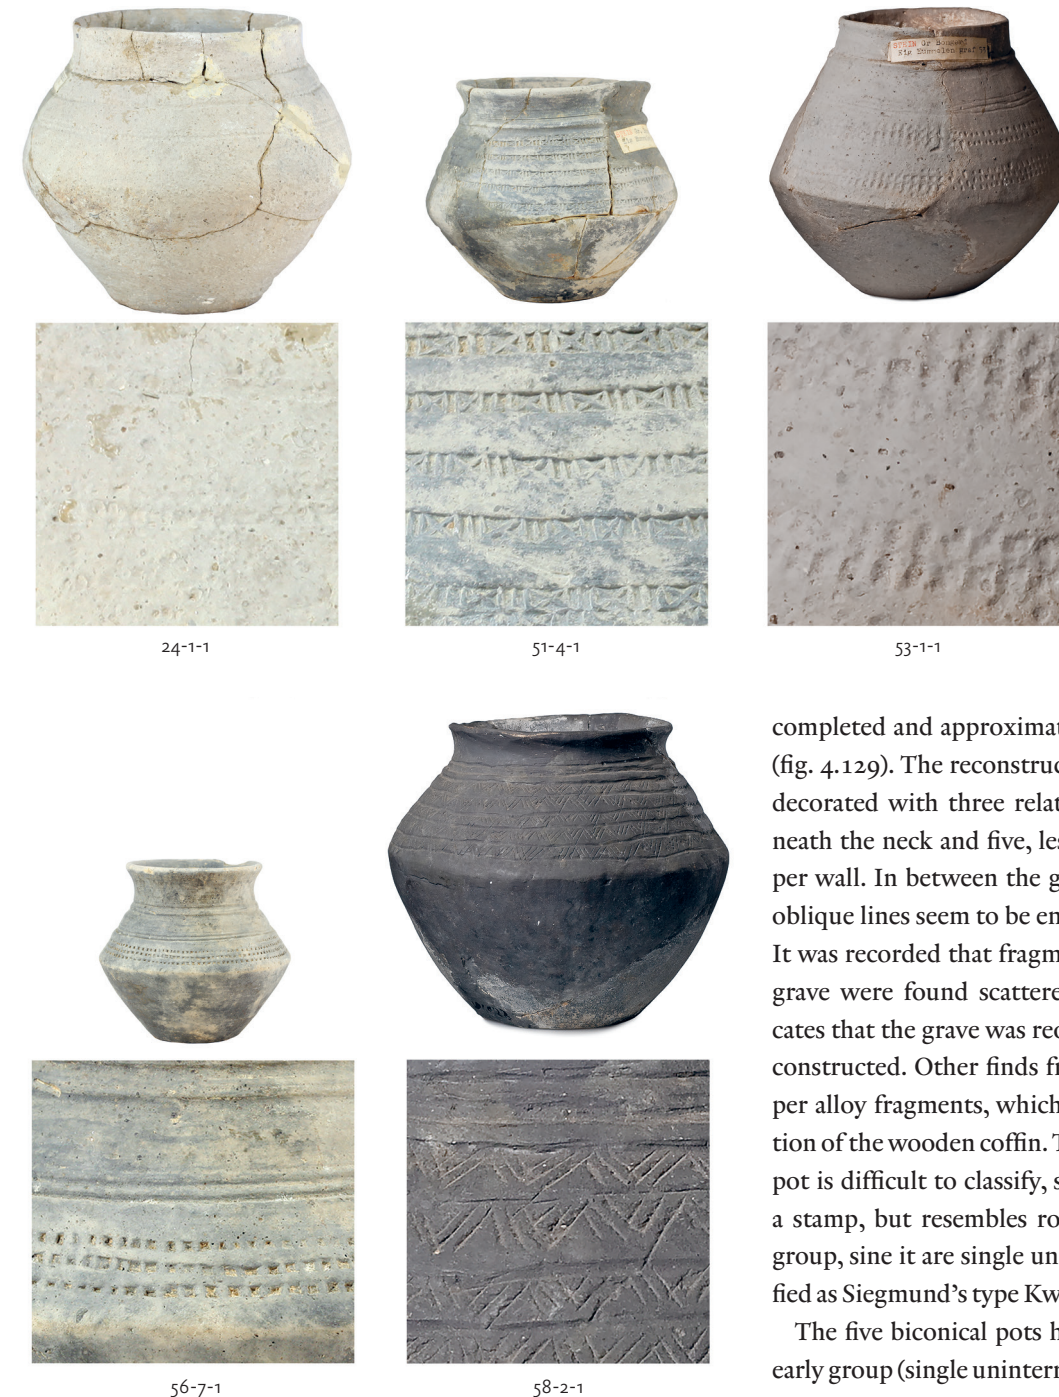 STEIN Gr Bonsaej
24-1-1
51-4-1
53-1-1
completed and approximat
(fig. 4.129). The reconstruc
decorated with three relat
neath the neck and five, les
per wall. In between the g
oblique lines seem to be en
It was recorded that fragm
grave were found scattere
cates that the grave was rec
constructed. Other finds fr
per alloy fragments, which
tion of the wooden coffin. T
pot is difficult to classify, s
a stamp, but resembles ro
group, sine it are single un
fied as Siegmund’s type Kw
The five biconical pots h
early group (single unintern
56-7-1
58-2-1